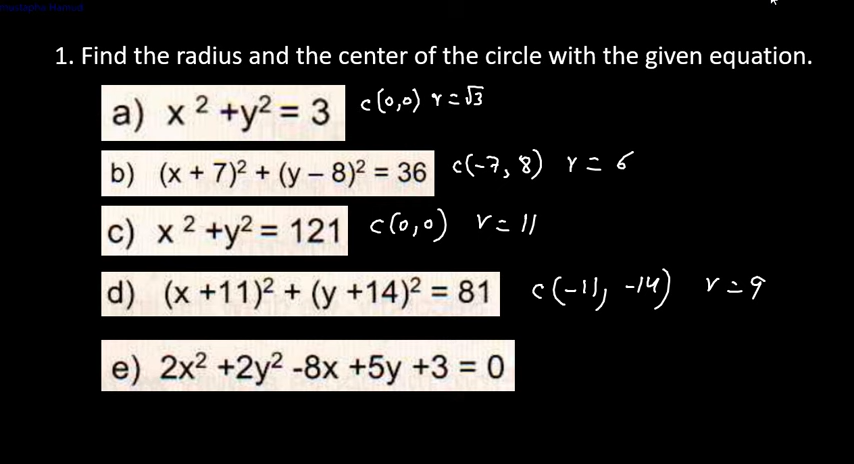 1. Find the radius and the center of the circle with the given equation.
a) x² +y² = 3 c(0,0) r = √3
b) (x + 7)² + (y – 8)² = 36 c(-7, 8) r = 6
c) x² +y² = 121 c(0,0) r = 11
d) (x +11)² + (y +14)² = 81 c(-11, -14) r = 9
e) 2x² +2y² -8x +5y +3 = 0